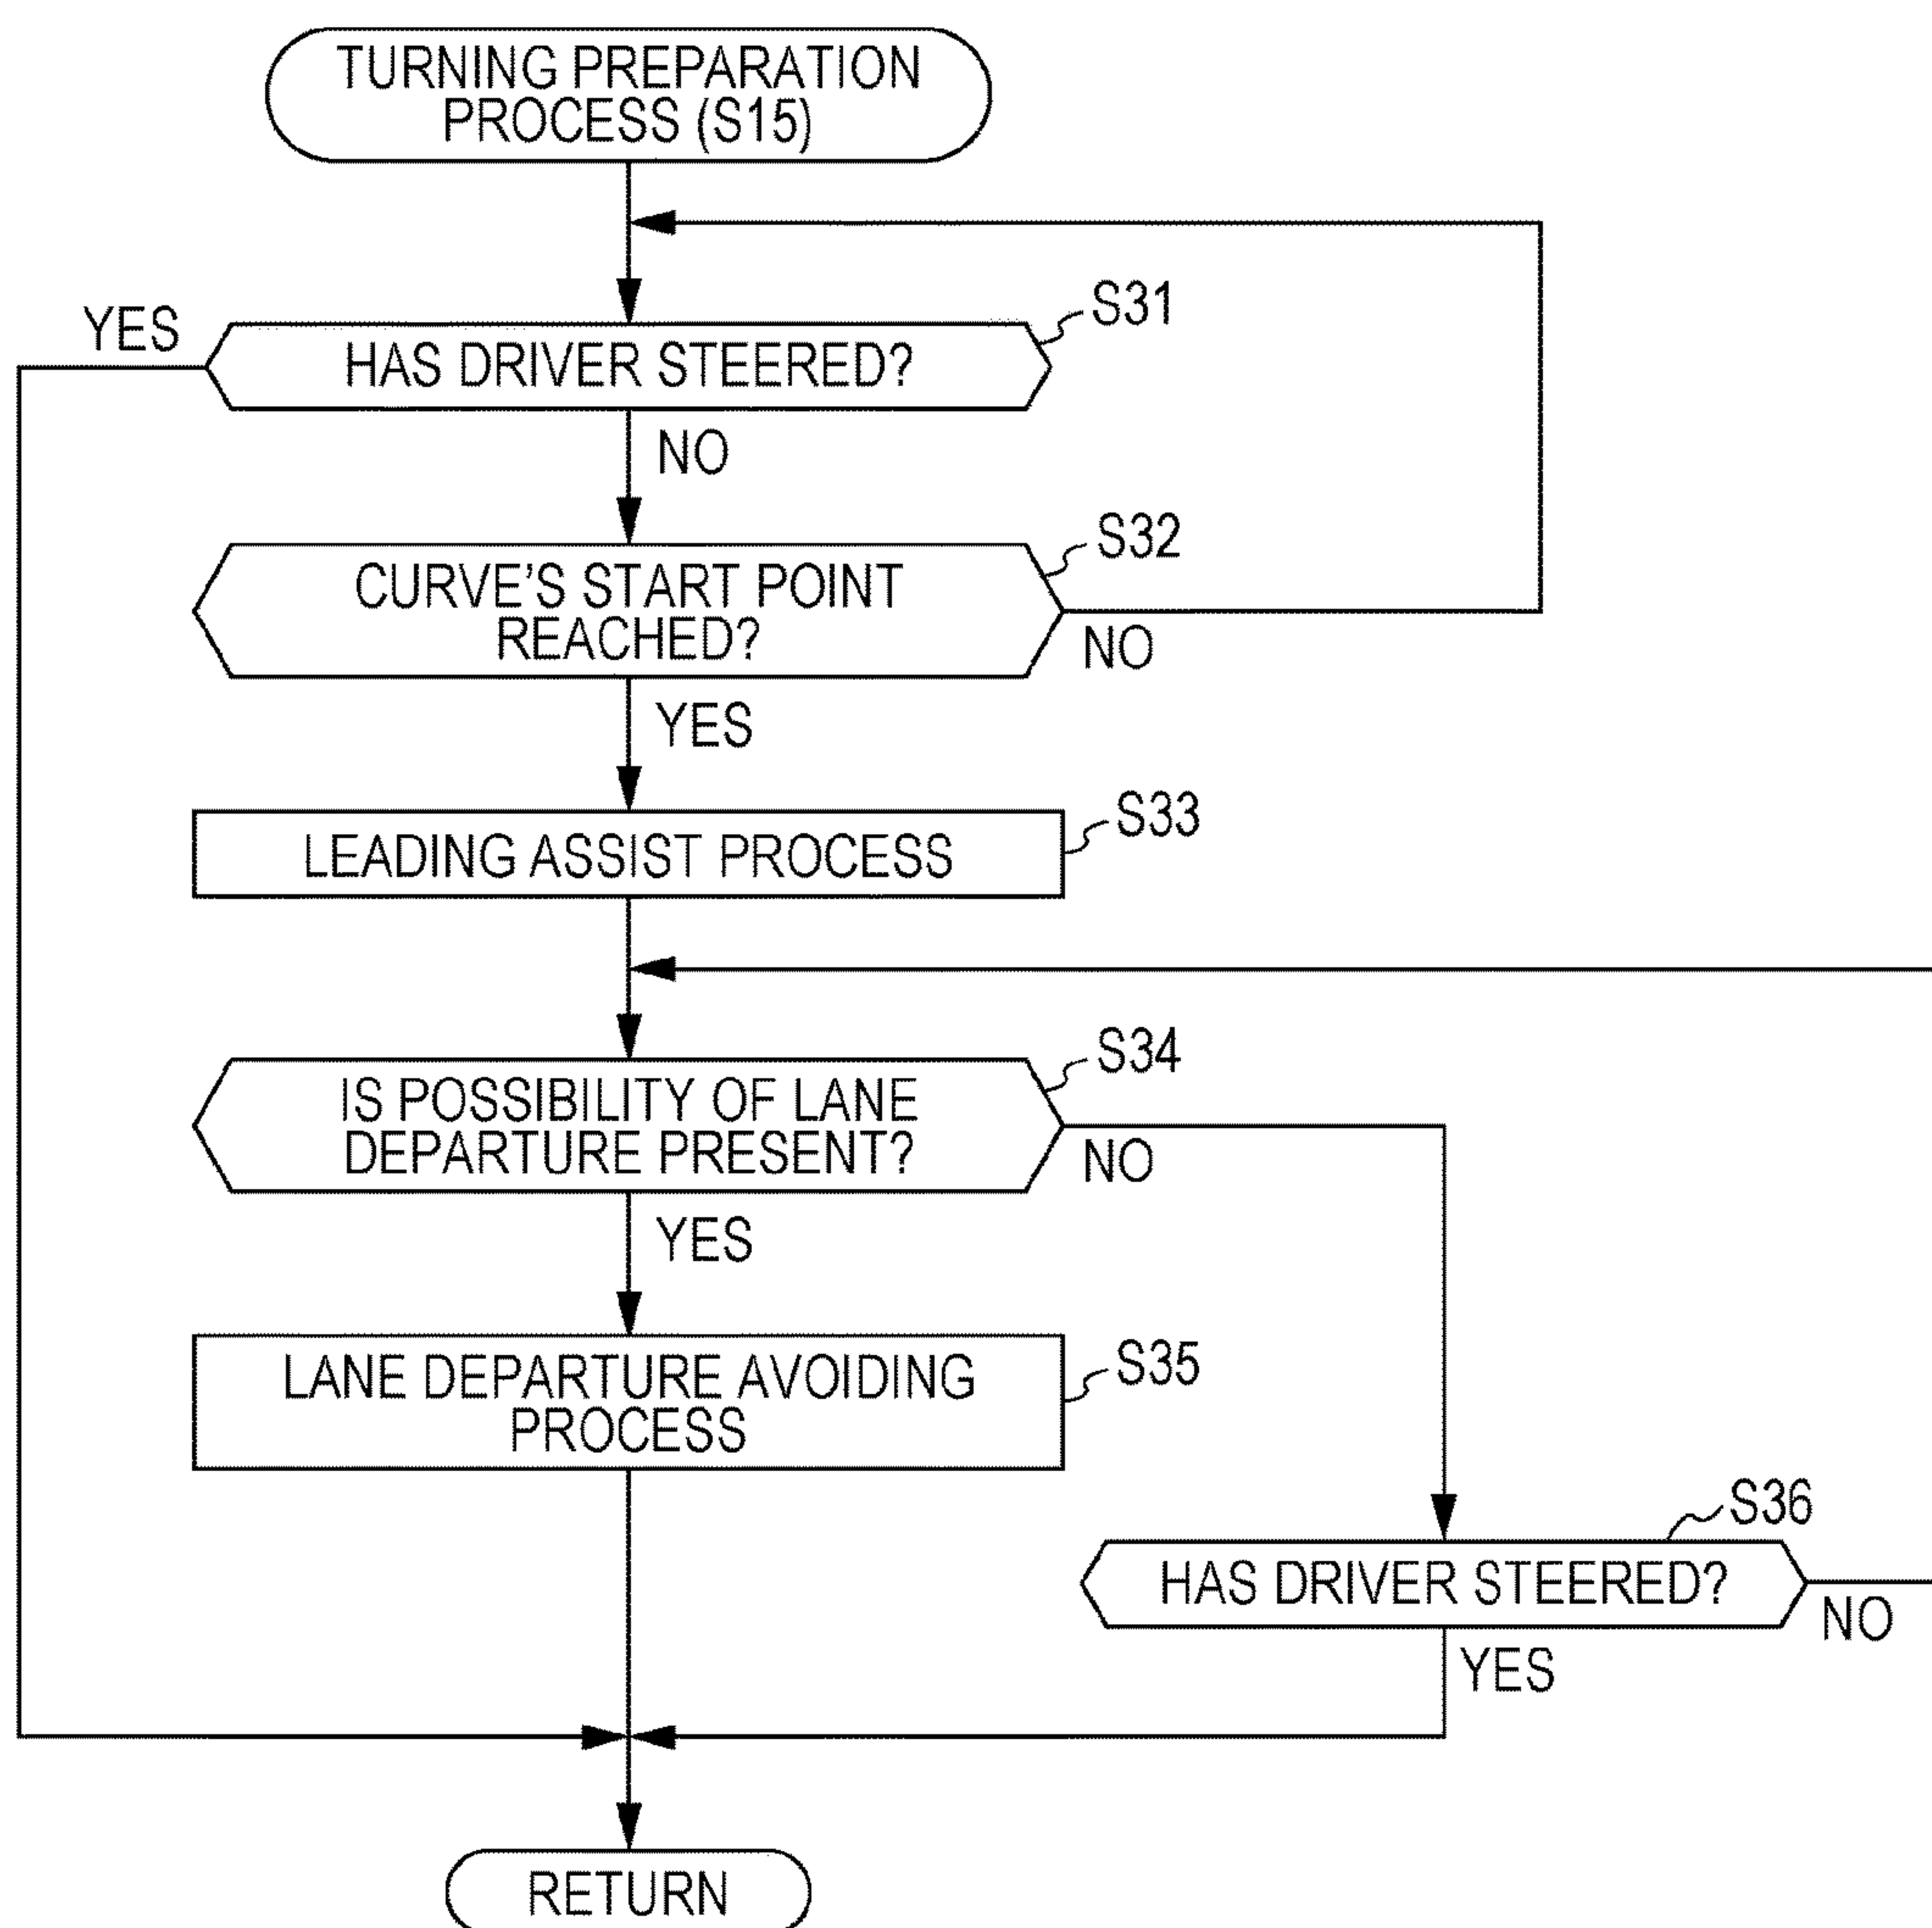 TURNING PREPARATION
PROCESS (S15)
YES
HAS DRIVER STEERED?
S31
NO
CURVE'S START POINT
REACHED?
S32
NO
YES
LEADING ASSIST PROCESS
S33
IS POSSIBILITY OF LANE
DEPARTURE PRESENT?
S34
NO
YES
LANE DEPARTURE AVOIDING
PROCESS
S35
HAS DRIVER STEERED?
S36
NO
YES
RETURN